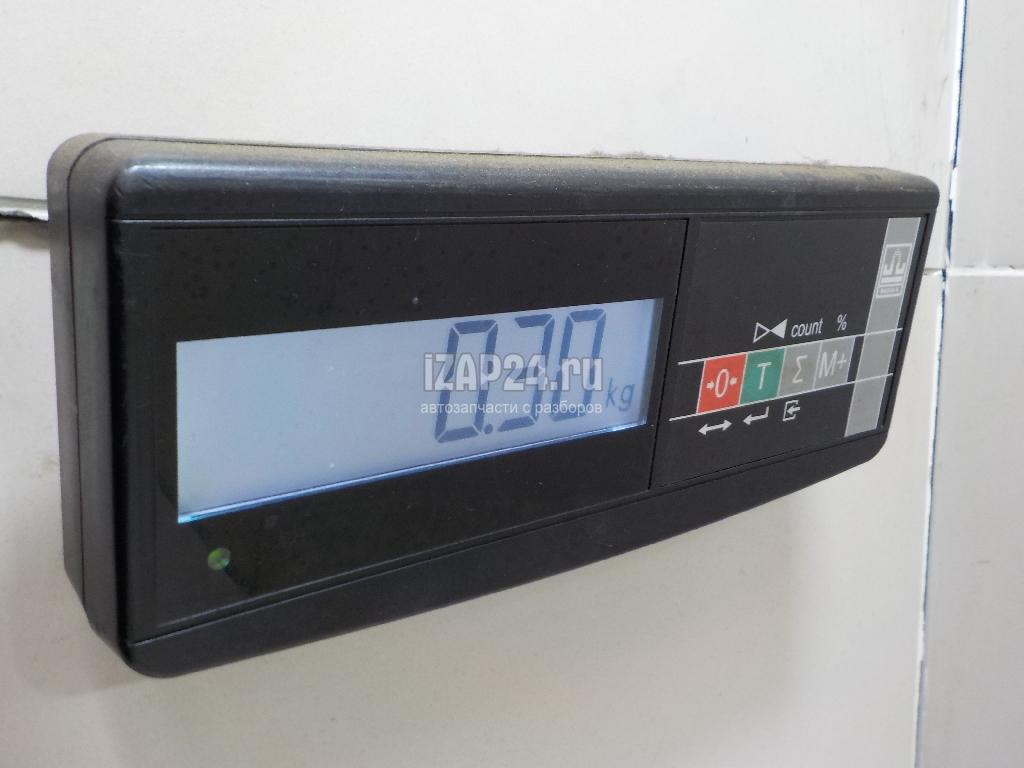 0.30 kg
iZAP24.ru
автозапчасти с разборов
count %
→0← T Σ M+